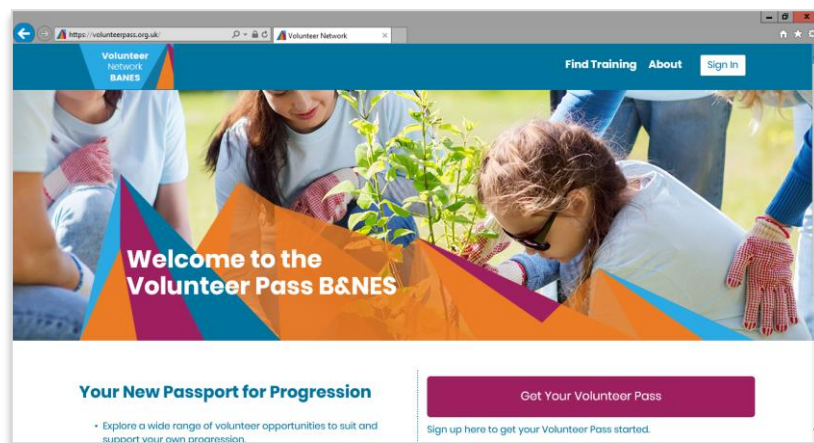 https://volunteerpass.org.uk/
Volunteer Network
Volunteer
Network
BANES
Find Training
About
Sign In
Welcome to the
Volunteer Pass B&NES
Your New Passport for Progression
• Explore a wide range of volunteer opportunities to suit and
support your own progression.
Get Your Volunteer Pass
Sign up here to get your Volunteer Pass started.